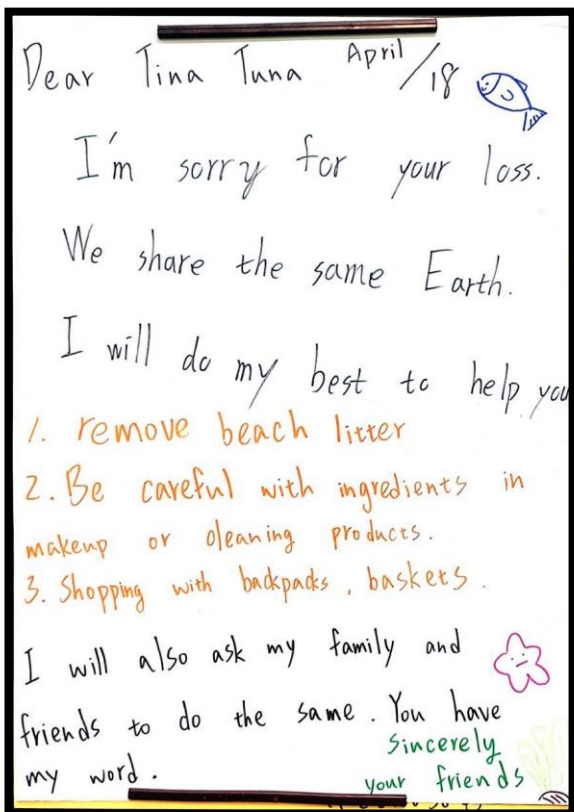 Dear Tina Tuna April/18
I'm sorry for your loss.
We share the same Earth.
I will do my best to help you
1. remove beach litter
2. Be careful with ingredients in
makeup or cleaning products.
3. Shopping with backpacks, baskets.
I will also ask my family and
friends to do the same. You have
my word.
Sincerely
your friends